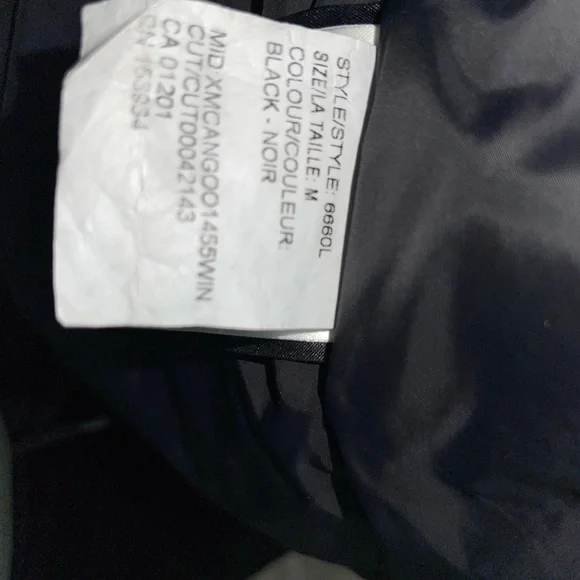 STYLE/STYLE: 6660L
SIZE/LA TAILLE: M
COLOUR/COULEUR:
BLACK - NOIR
MID:XMCANGOO1455WIN
CUT/CUT00042143
CA 01201